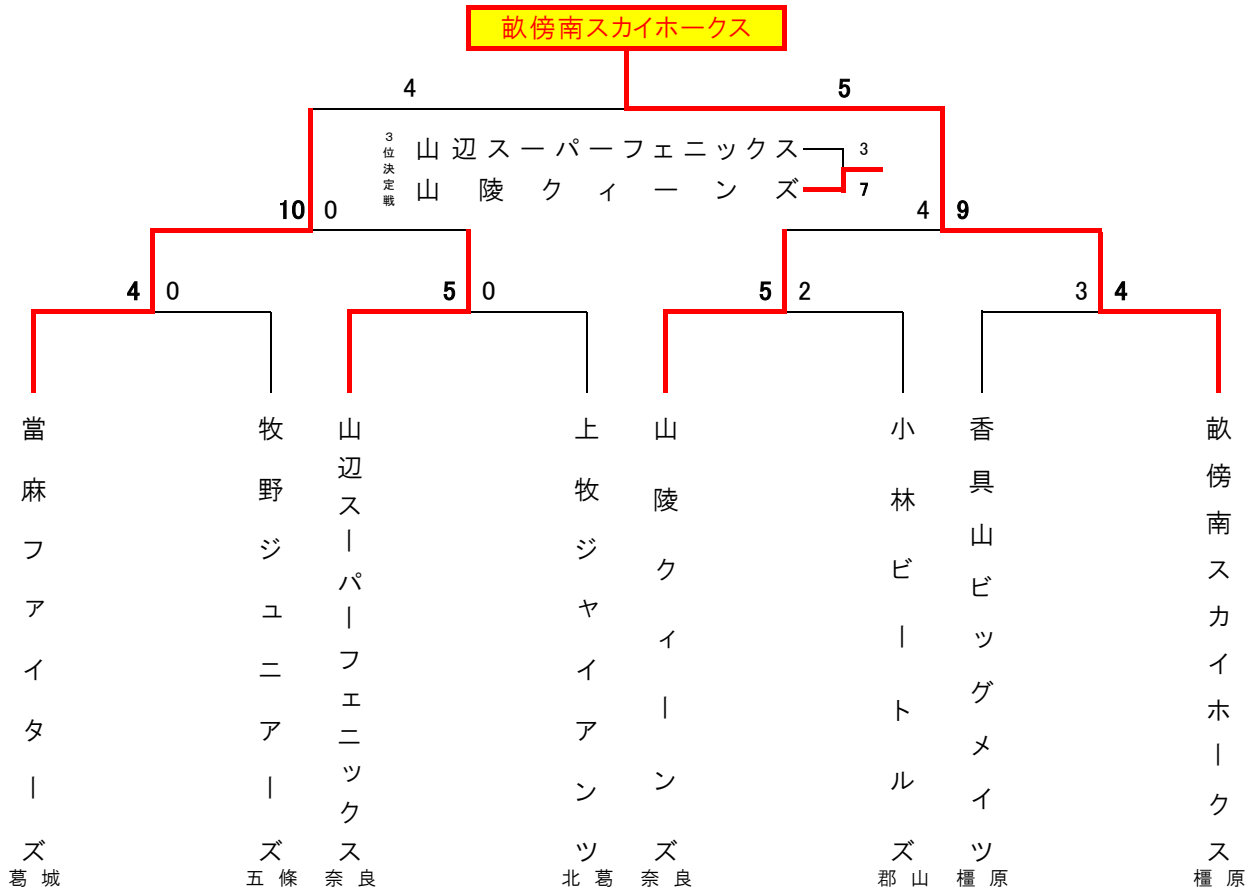 畝傍南スカイホークス
4 5
3位決定戦
山辺スーパーフェニックス 3
山陵クィーンズ 7
10 0 4 9
4 0 5 0 5 2 3 4
當麻ファイターズ
葛城
牧野ジュニアーズ
五條
山辺スーパーフェニックス
奈良
上牧ジャイアンツ
北葛
山陵クィーンズ
奈良
小林ビートルズ
郡山
香具山ビッグメイツ
橿原
畝傍南スカイホークス
橿原